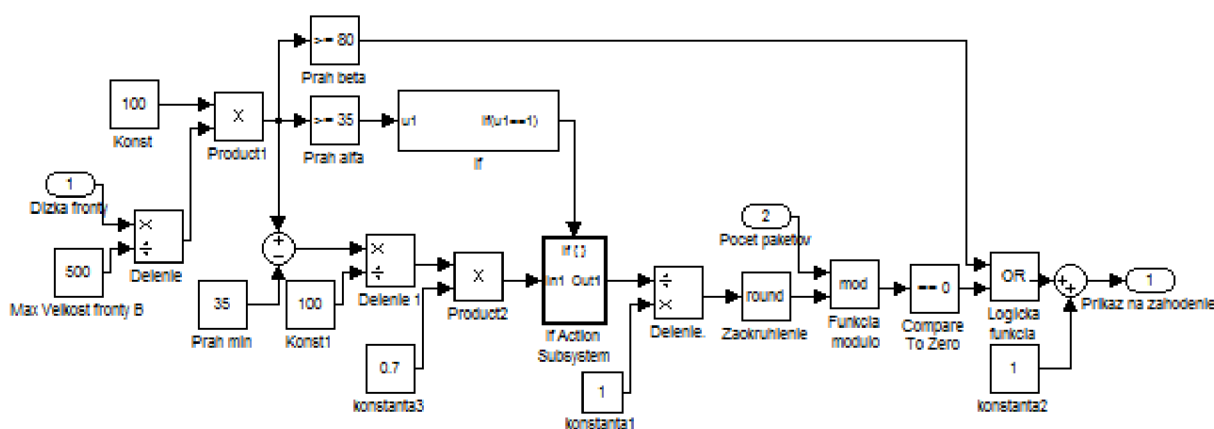 >= 80
Prah beta
100
Konst
X
Product1
>= 35
Prah alfa
u1
If(u1==1)
If
1
Dlzka fronty
×
÷
Delenie
500
Max Velkost fronty B
+
−
35
Prah min
×
÷
Delenie 1
100
Konst1
X
Product2
0.7
konstanta3
If { }
In1 Out1
If Action
Subsystem
÷
×
Delenie.
1
konstanta1
round
Zaokruhlenie
2
Pocet paketov
mod
Funkcia
modulo
== 0
Compare
To Zero
OR
Logicka
funkcia
+
+
1
konstanta2
1
Prikaz na zahodenie